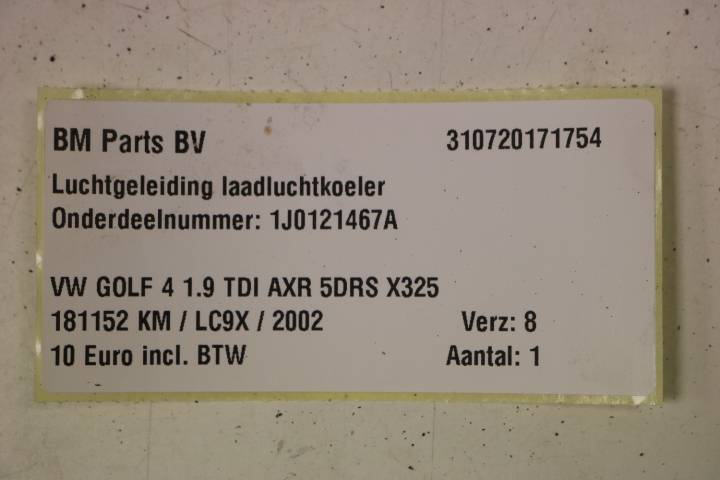 BM Parts BV 310720171754
Luchtgeleiding laadluchtkoeler
Onderdeelnummer: 1J0121467A
VW GOLF 4 1.9 TDI AXR 5DRS X325
181152 KM / LC9X / 2002 Verz: 8
10 Euro incl. BTW Aantal: 1